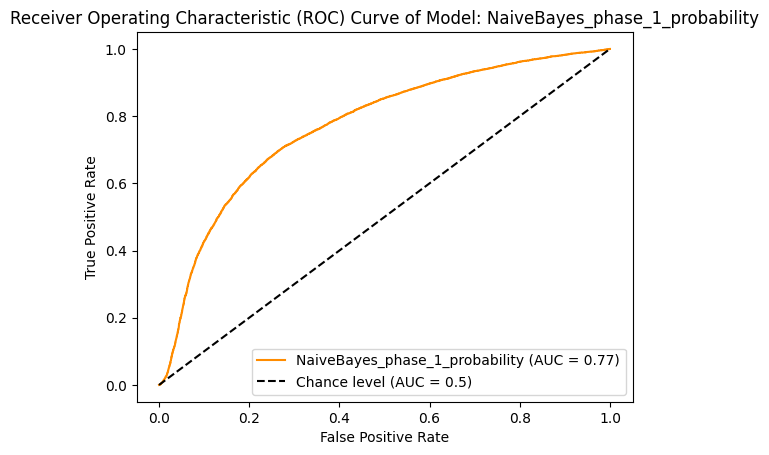 Receiver Operating Characteristic (ROC) Curve of Model: NaiveBayes_phase_1_probability
1.0
0.8
0.6
0.4
0.2
0.0
True Positive Rate
NaiveBayes_phase_1_probability (AUC = 0.77)
Chance level (AUC = 0.5)
0.0 0.2 0.4 0.6 0.8 1.0
False Positive Rate